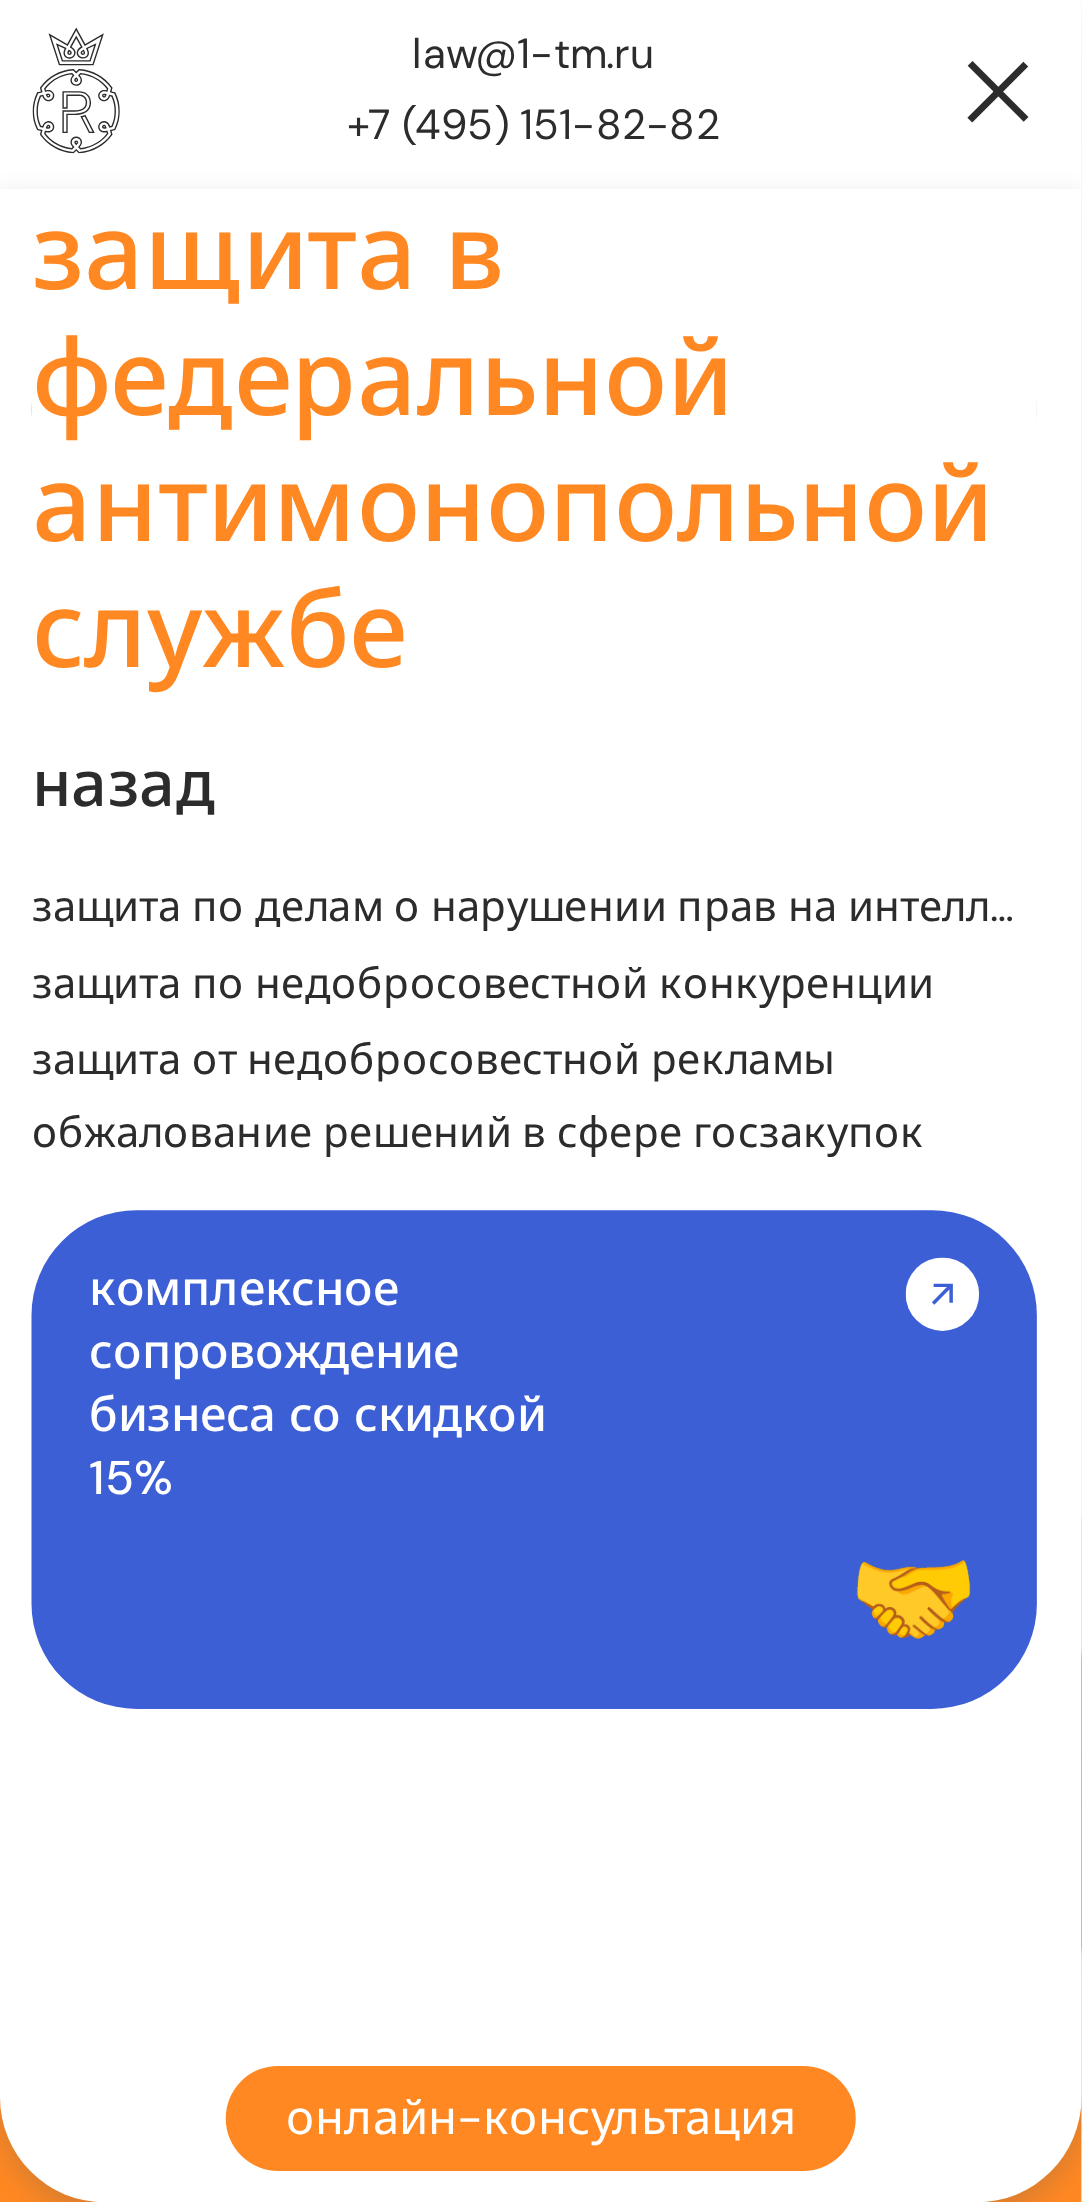 law@1-tm.ru
+7 (495) 151-82-82
R
защита в
федеральной
антимонопольной
службе
назад
защита по делам о нарушении прав на интелл...
защита по недобросовестной конкуренции
защита от недобросовестной рекламы
обжалование решений в сфере госзакупок
комплексное
сопровождение
бизнеса со скидкой
15%
онлайн-консультация